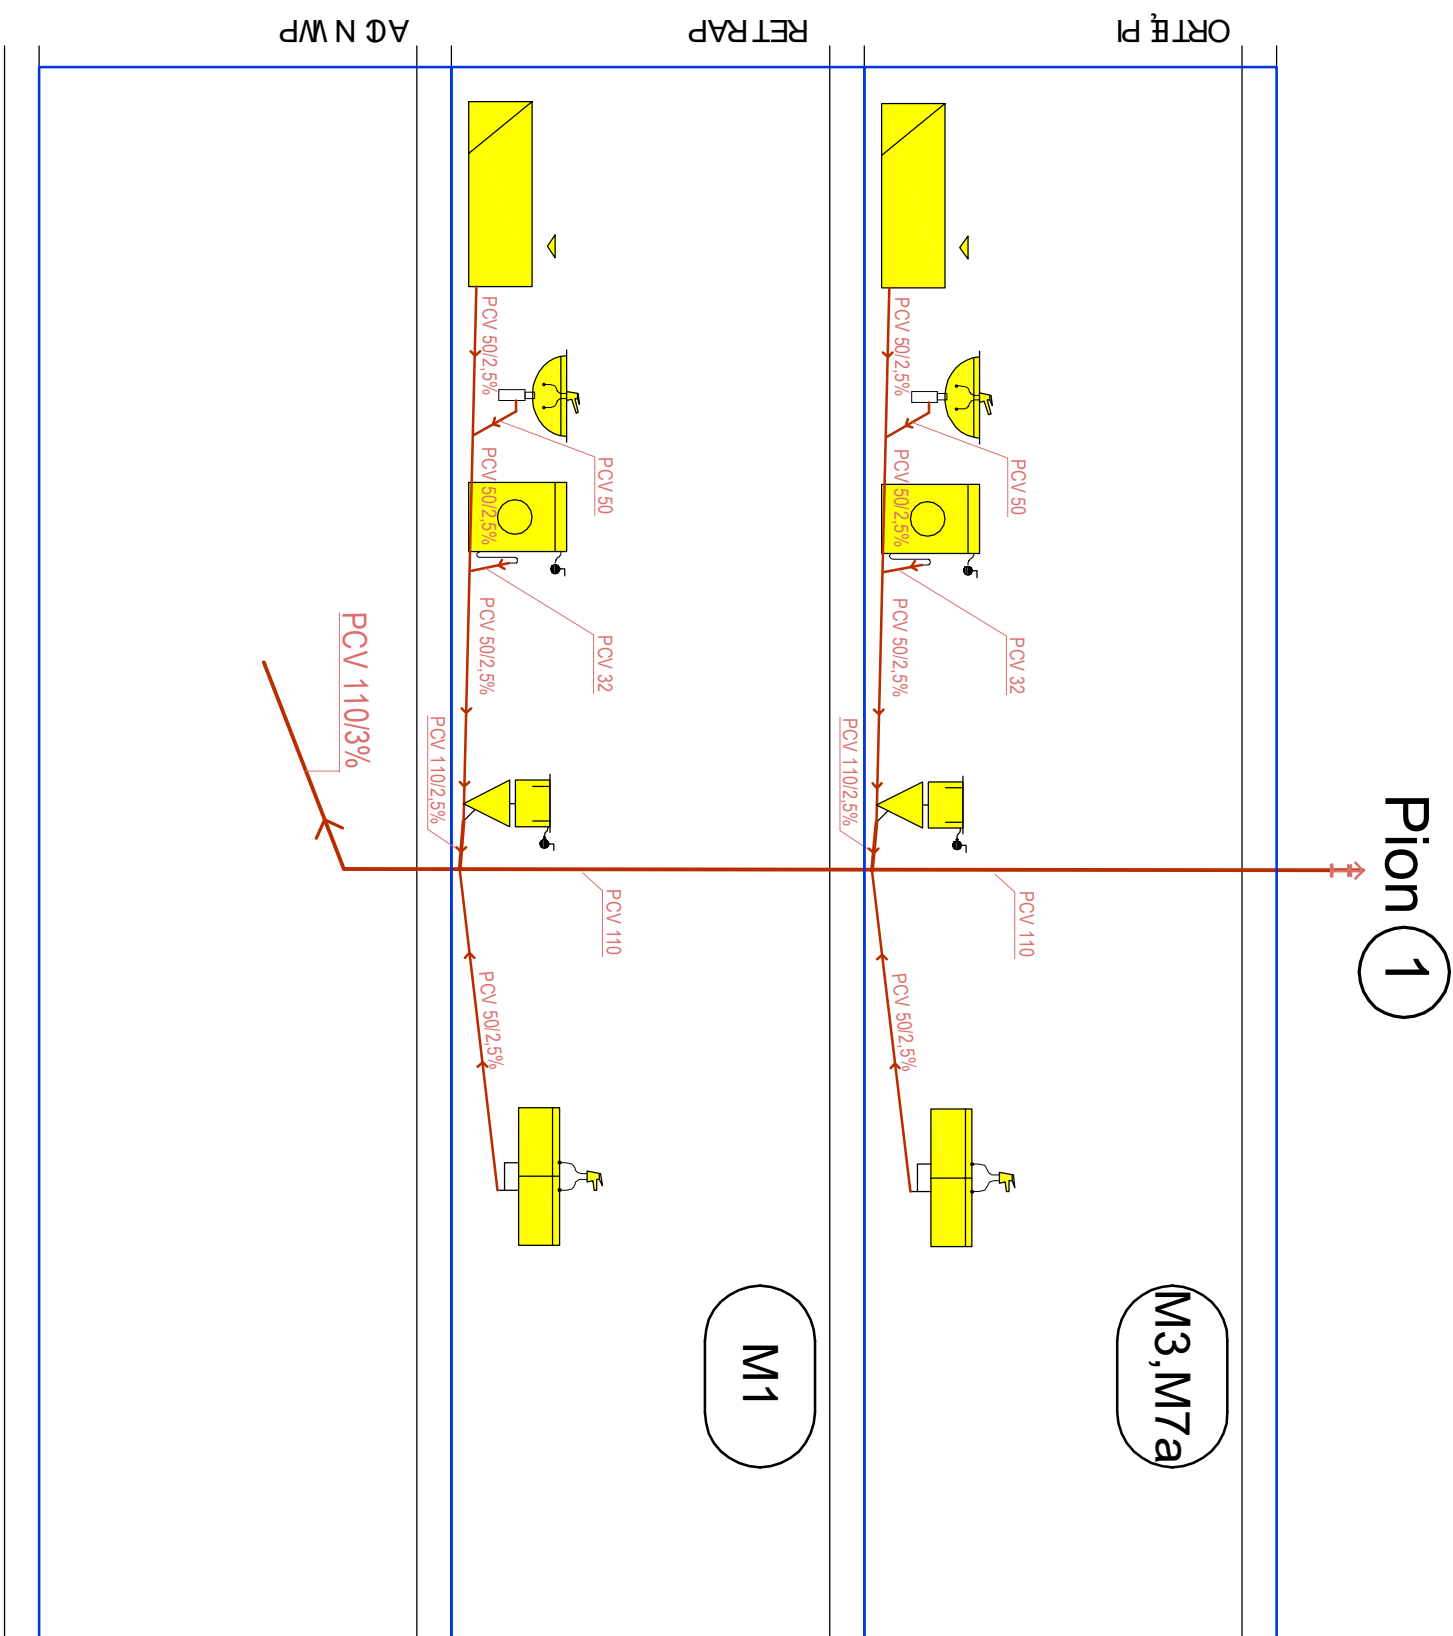 Pion 1
PIĘTRO
M3,M7a
PCV 50/2,5%
PCV 50
PCV 50/2,5%
PCV 32
PCV 50/2,5%
PCV 110/2,5%
PCV 110
PCV 50/2,5%
PARTER
M1
PCV 50/2,5%
PCV 50
PCV 50/2,5%
PCV 32
PCV 50/2,5%
PCV 110/2,5%
PCV 110
PCV 50/2,5%
PIWNICA
PCV 110/3%